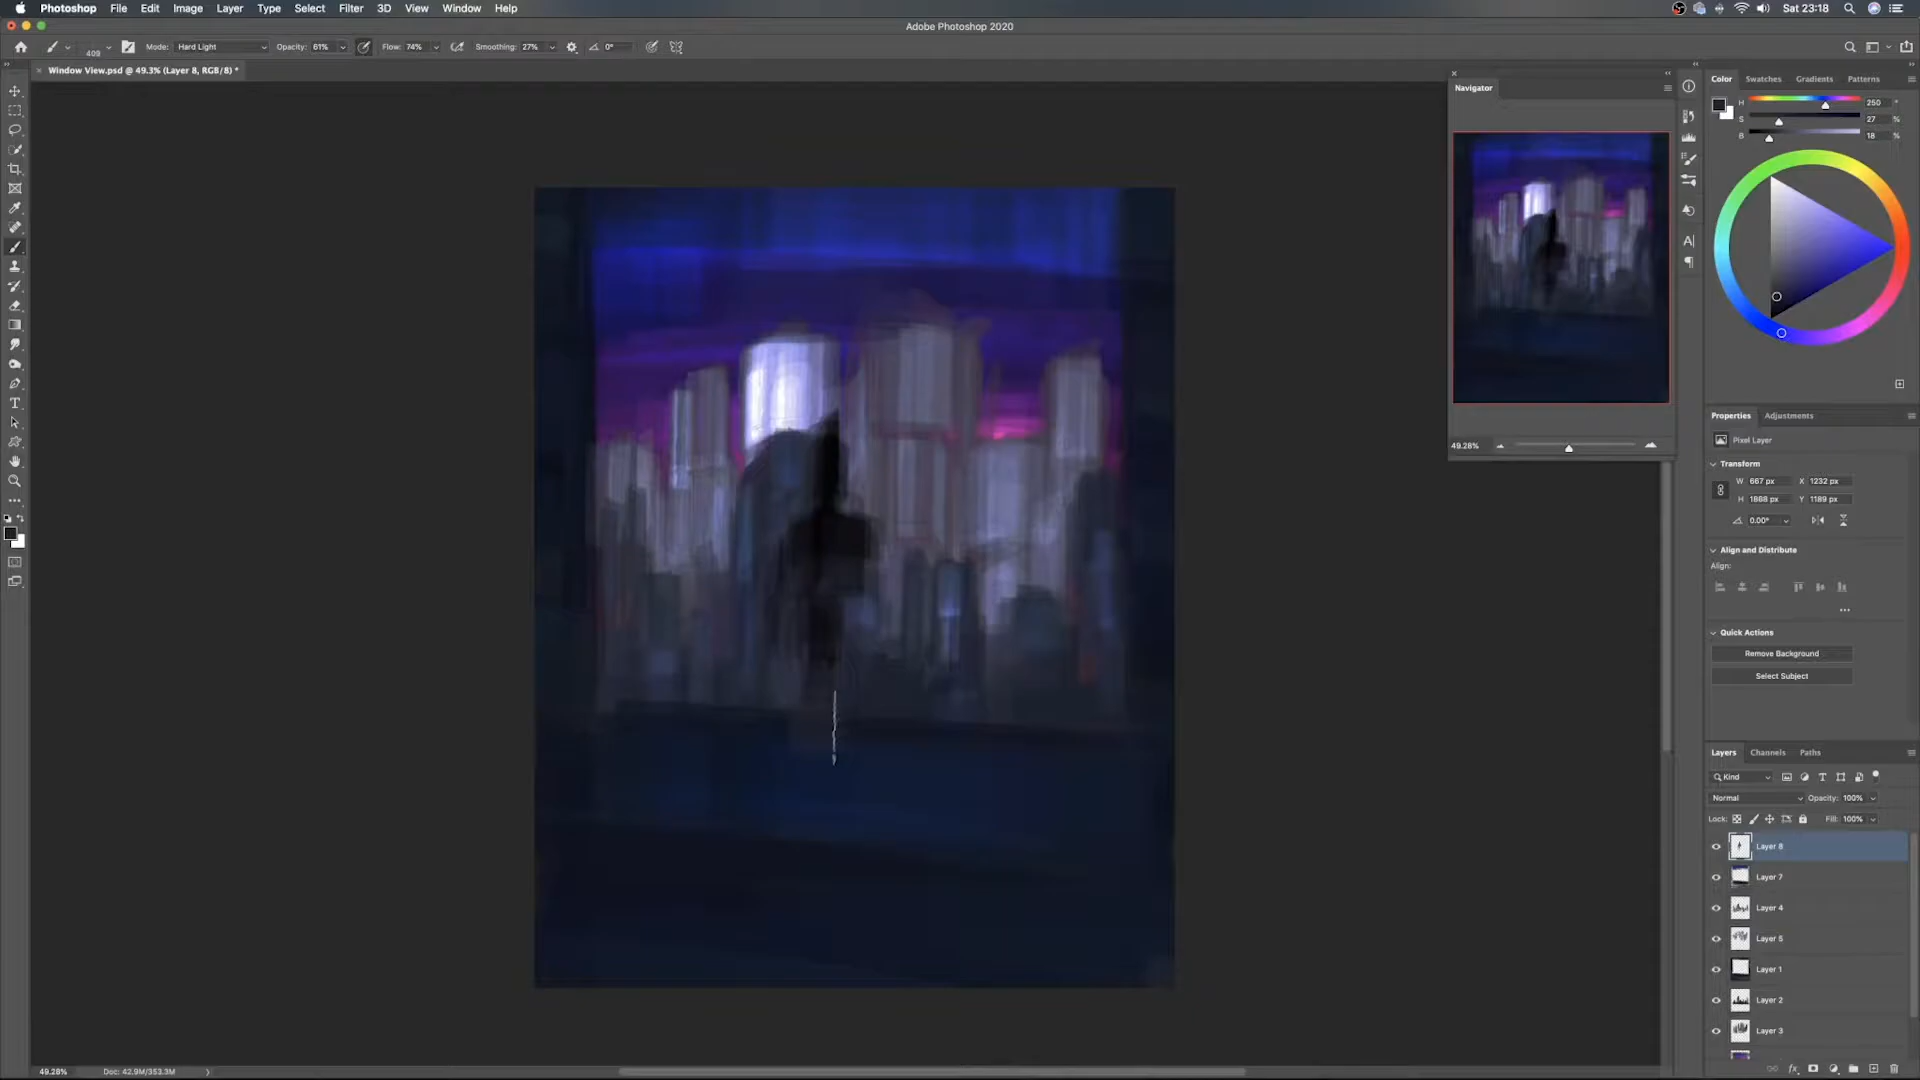 Photoshop File Edit Image Layer Type Select Filter 3D View Window Help Sat 23:18
Adobe Photoshop 2020
409 Mode: Hard Light Opacity: 61% Flow: 74% Smoothing: 27% 0°
Window View.psd @ 49.3% (Layer 8, RGB/8) *
Navigator
49.28%
Color Swatches Gradients Patterns
H 250 °
S 27 %
B 18 %
Properties Adjustments
Pixel Layer
Transform
W 667 px X 1232 px
H 1888 px Y 1189 px
0.00°
Align and Distribute
Align:
Quick Actions
Remove Background
Select Subject
Layers Channels Paths
Kind
Normal Opacity: 100%
Lock: Fill: 100%
Layer 8
Layer 7
Layer 4
Layer 5
Layer 1
Layer 2
Layer 3
49.28% Doc: 42.9M/353.3M